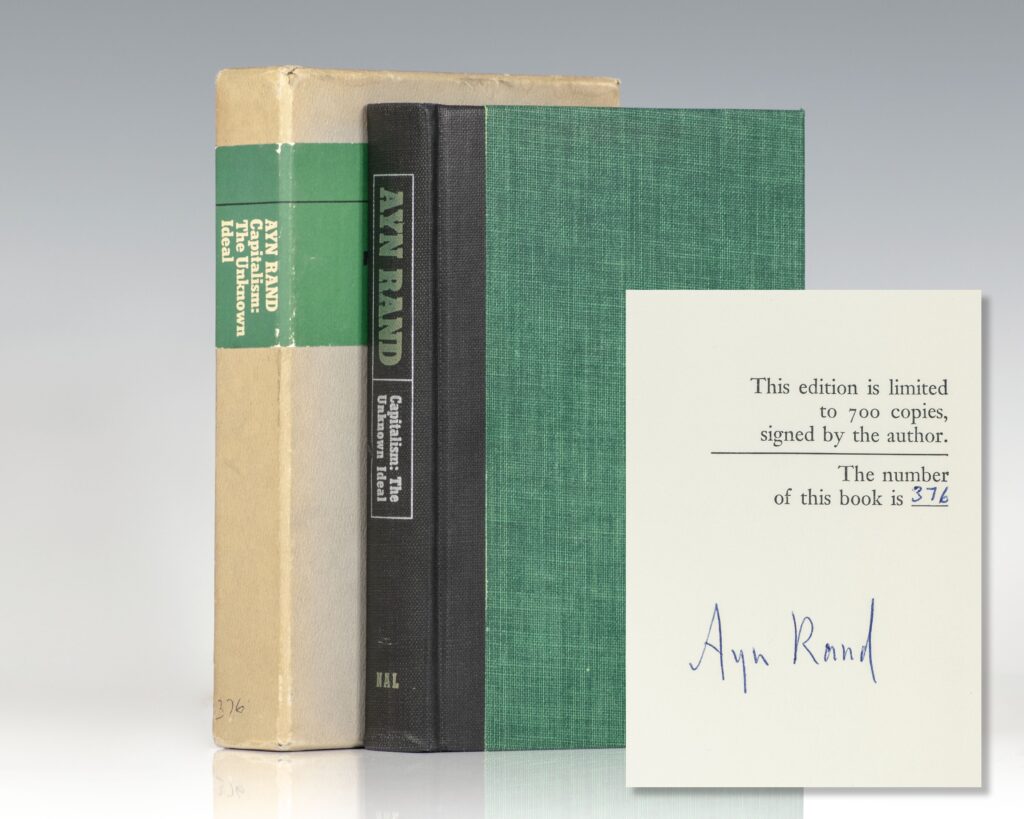 AYN RAND
Capitalism:
The Unknown
Ideal
376
AYN RAND
Capitalism: The
Unknown Ideal
NAL
This edition is limited
to 700 copies,
signed by the author.
The number
of this book is 376
Ayn Rand